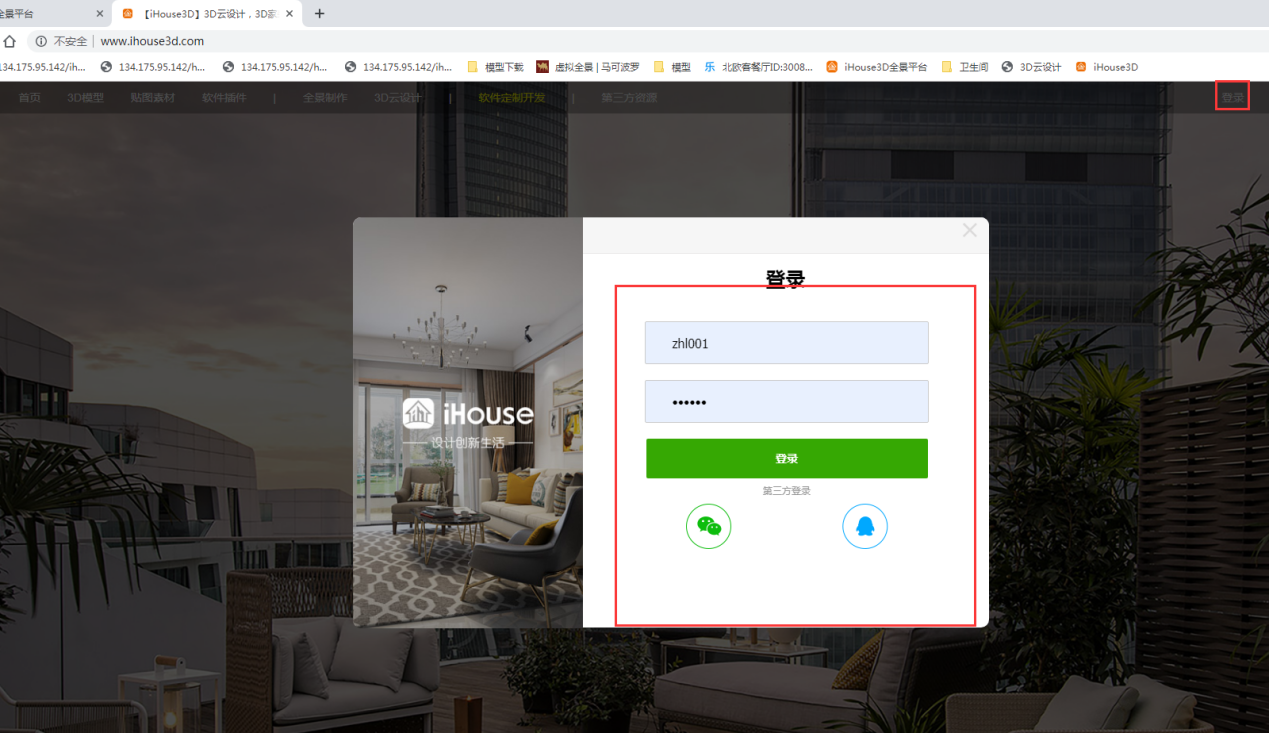 全景平台
【iHouse3D】3D云设计，3D家
不安全 | www.ihouse3d.com
134.175.95.142/ih... 134.175.95.142/h... 134.175.95.142/h... 134.175.95.142/ih... 模型下载 虚拟全景 | 马可波罗 模型 北欧客餐厅ID:3008... iHouse3D全景平台 卫生间 3D云设计 iHouse3D
首页 3D模型 贴图素材 软件插件 | 全景制作 3D云设计 | 软件定制开发 | 第三方资源 登录
登录
zhl001
••••••
iHouse
设计创新生活
登录
第三方登录